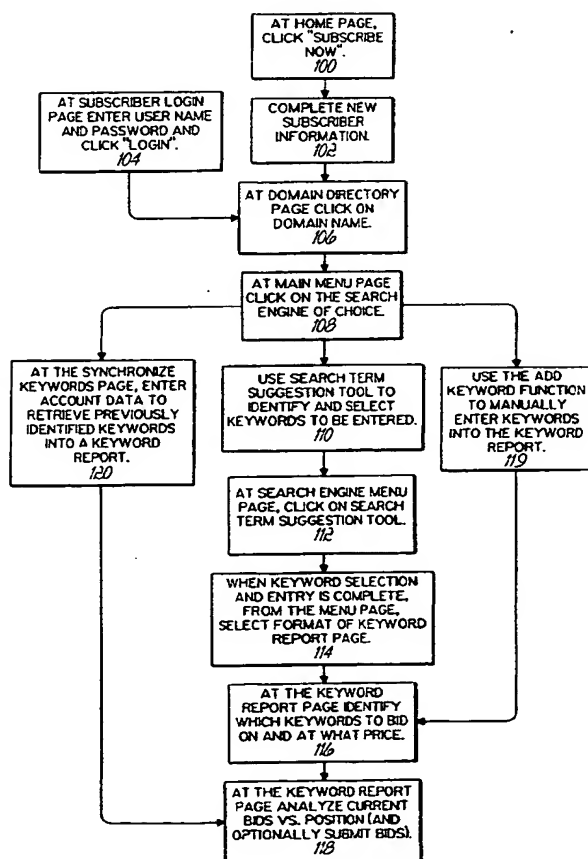 AT HOME PAGE,
CLICK "SUBSCRIBE
NOW".
100
AT SUBSCRIBER LOGIN
PAGE ENTER USER NAME
AND PASSWORD AND
CLICK "LOGIN".
104
COMPLETE NEW
SUBSCRIBER
INFORMATION.
102
AT DOMAIN DIRECTORY
PAGE CLICK ON
DOMAIN NAME.
106
AT MAIN MENU PAGE
CLICK ON THE SEARCH
ENGINE OF CHOICE.
108
AT THE SYNCHRONIZE
KEYWORDS PAGE, ENTER
ACCOUNT DATA TO
RETRIEVE PREVIOUSLY
IDENTIFIED KEYWORDS
INTO A KEYWORD
REPORT.
120
USE SEARCH TERM
SUGGESTION TOOL TO
IDENTIFY AND SELECT
KEYWORDS TO BE ENTERED.
110
USE THE ADD
KEYWORD FUNCTION
TO MANUALLY
ENTER KEYWORDS
INTO THE KEYWORD
REPORT.
119
AT SEARCH ENGINE MENU
PAGE, CLICK ON SEARCH
TERM SUGGESTION TOOL.
112
WHEN KEYWORD SELECTION
AND ENTRY IS COMPLETE,
FROM THE MENU PAGE,
SELECT FORMAT OF KEYWORD
REPORT PAGE.
114
AT THE KEYWORD
REPORT PAGE IDENTIFY
WHICH KEYWORDS TO BID
ON AND AT WHAT PRICE.
116
AT THE KEYWORD REPORT
PAGE ANALYZE CURRENT
BIDS VS. POSITION (AND
OPTIONALLY SUBMIT BIDS).
118